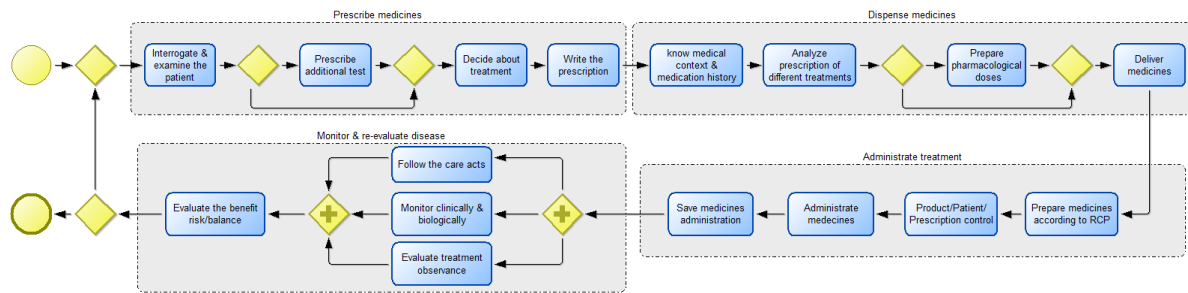 Prescribe medicines
Interrogate &
examine the
patient
Prescribe
additional test
Decide about
treatment
Write the
prescription
Dispense medicines
know medical
context &
medication history
Analyze
prescription of
different treatments
Prepare
pharmacological
doses
Deliver
medicines
Monitor & re-evaluate disease
Evaluate the benefit
risk/balance
Follow the care acts
Monitor clinically &
biologically
Evaluate treatment
observance
Administrate treatment
Save medicines
administration
Administrate
medecines
Product/Patient/
Prescription control
Prepare medicines
according to RCP